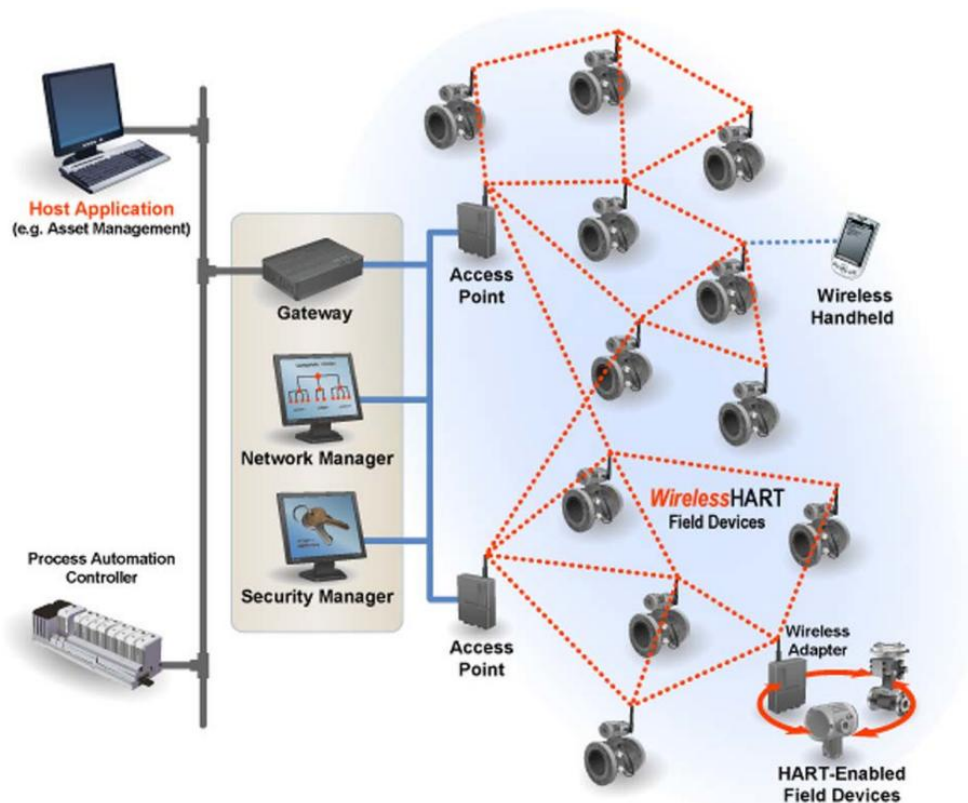 Host Application
(e.g. Asset Management)
Gateway
Network Manager
Security Manager
Process Automation
Controller
Access
Point
Access
Point
Wireless
Handheld
WirelessHART
Field Devices
Wireless
Adapter
HART-Enabled
Field Devices